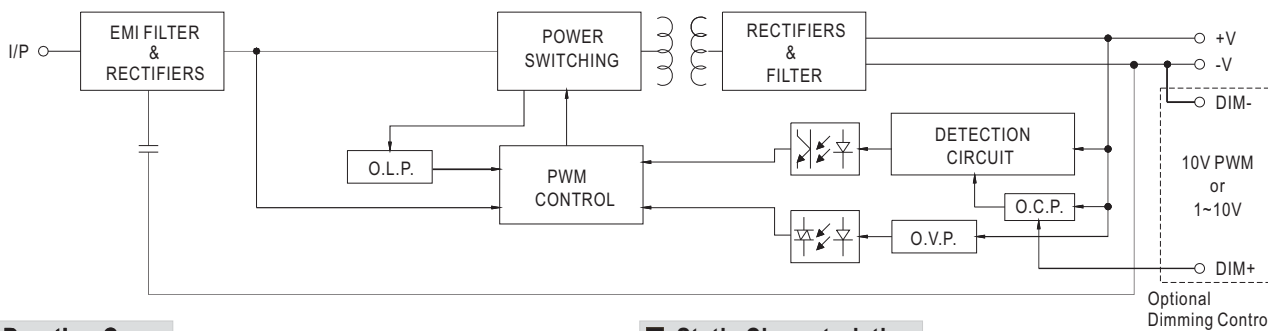 I/P
EMI FILTER
&
RECTIFIERS
POWER
SWITCHING
RECTIFIERS
&
FILTER
+V
-V
DIM-
DETECTION
CIRCUIT
10V PWM
or
1~10V
O.L.P.
PWM
CONTROL
O.C.P.
O.V.P.
DIM+
Optional
Dimming Contro